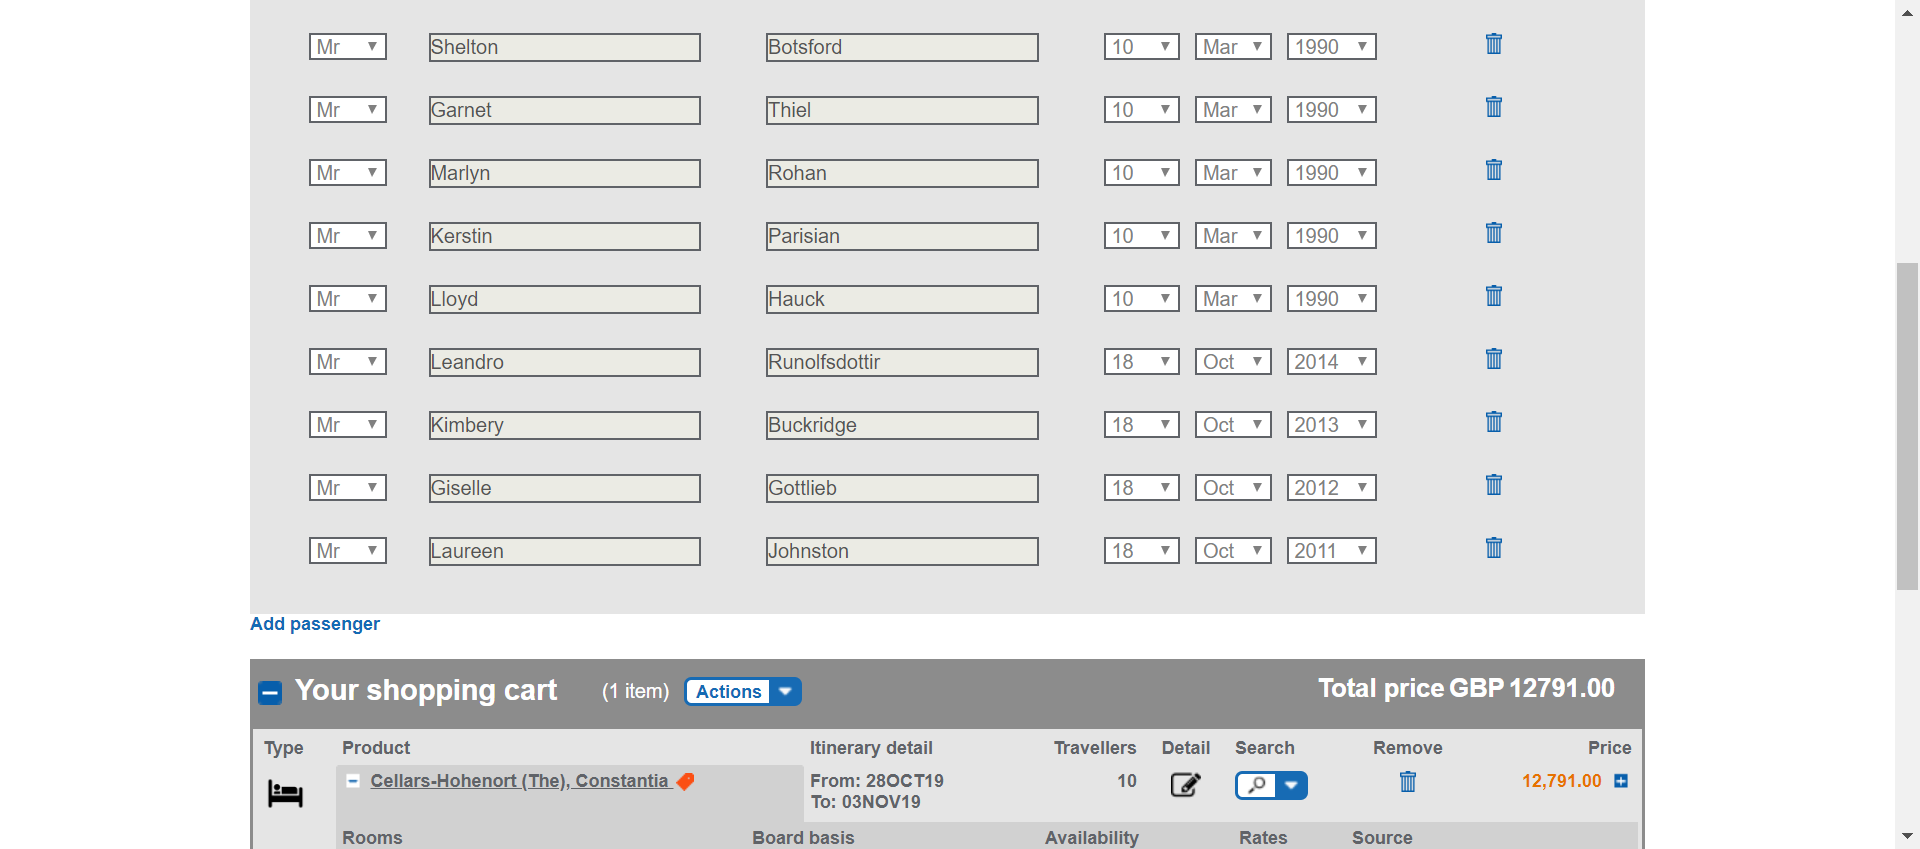 Mr Shelton Botsford 10 Mar 1990
Mr Garnet Thiel 10 Mar 1990
Mr Marlyn Rohan 10 Mar 1990
Mr Kerstin Parisian 10 Mar 1990
Mr Lloyd Hauck 10 Mar 1990
Mr Leandro Runolfsdottir 18 Oct 2014
Mr Kimbery Buckridge 18 Oct 2013
Mr Giselle Gottlieb 18 Oct 2012
Mr Laureen Johnston 18 Oct 2011
Add passenger
Your shopping cart (1 item) Actions Total price GBP 12791.00
Type Product Itinerary detail Travellers Detail Search Remove Price
Cellars-Hohenort (The), Constantia From: 28OCT19 10 12,791.00
To: 03NOV19
Rooms Board basis Availability Rates Source